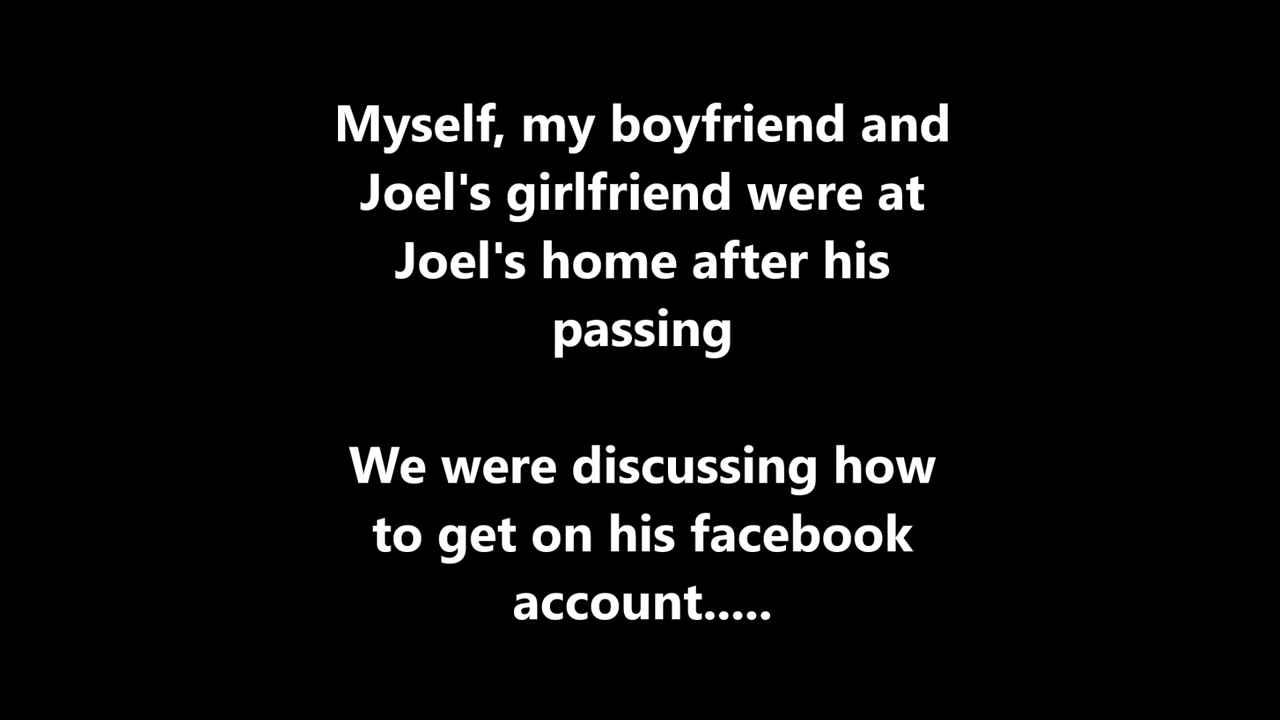 Myself, my boyfriend and
Joel's girlfriend were at
Joel's home after his
passing
We were discussing how
to get on his facebook
account.....